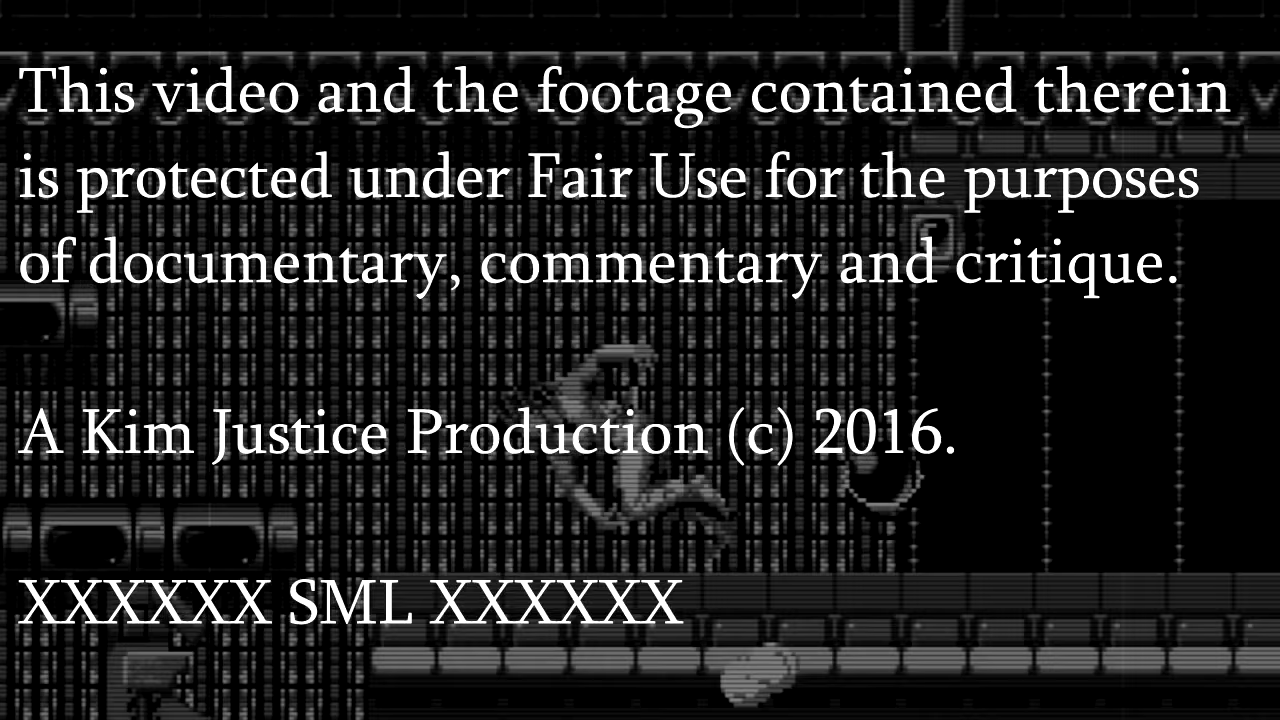 This video and the footage contained therein
is protected under Fair Use for the purposes
of documentary, commentary and critique.
A Kim Justice Production (c) 2016.
XXXXXX SML XXXXXX